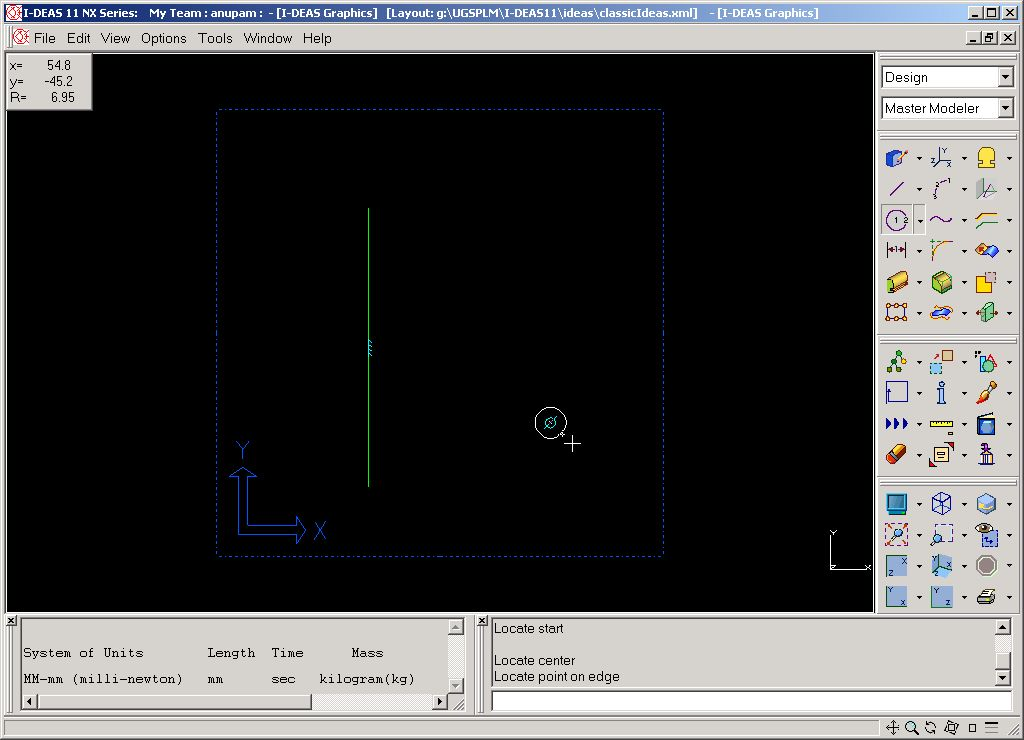 I-DEAS 11 NX Series:   My Team : anupam :  - [I-DEAS Graphics]  [Layout: g:\UGSPLM\I-DEAS11\ideas\classicIdeas.xml]   - [I-DEAS Graphics]
File Edit View Options Tools Window Help
x= 54.8
y= -45.2
R= 6.95
Design
Master Modeler
Y
X
Y
X
System of Units Length Time Mass
MM-mm (milli-newton) mm sec kilogram(kg)
Locate start
Locate center
Locate point on edge